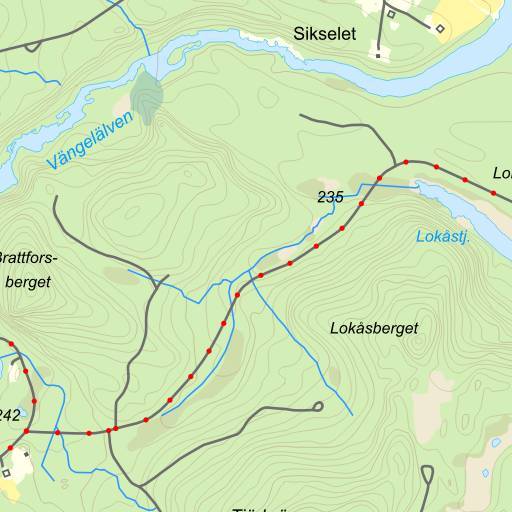 Sikselet
Vängelälven
235
Lokåstj.
Brattfors-
berget
Lokåsberget
242